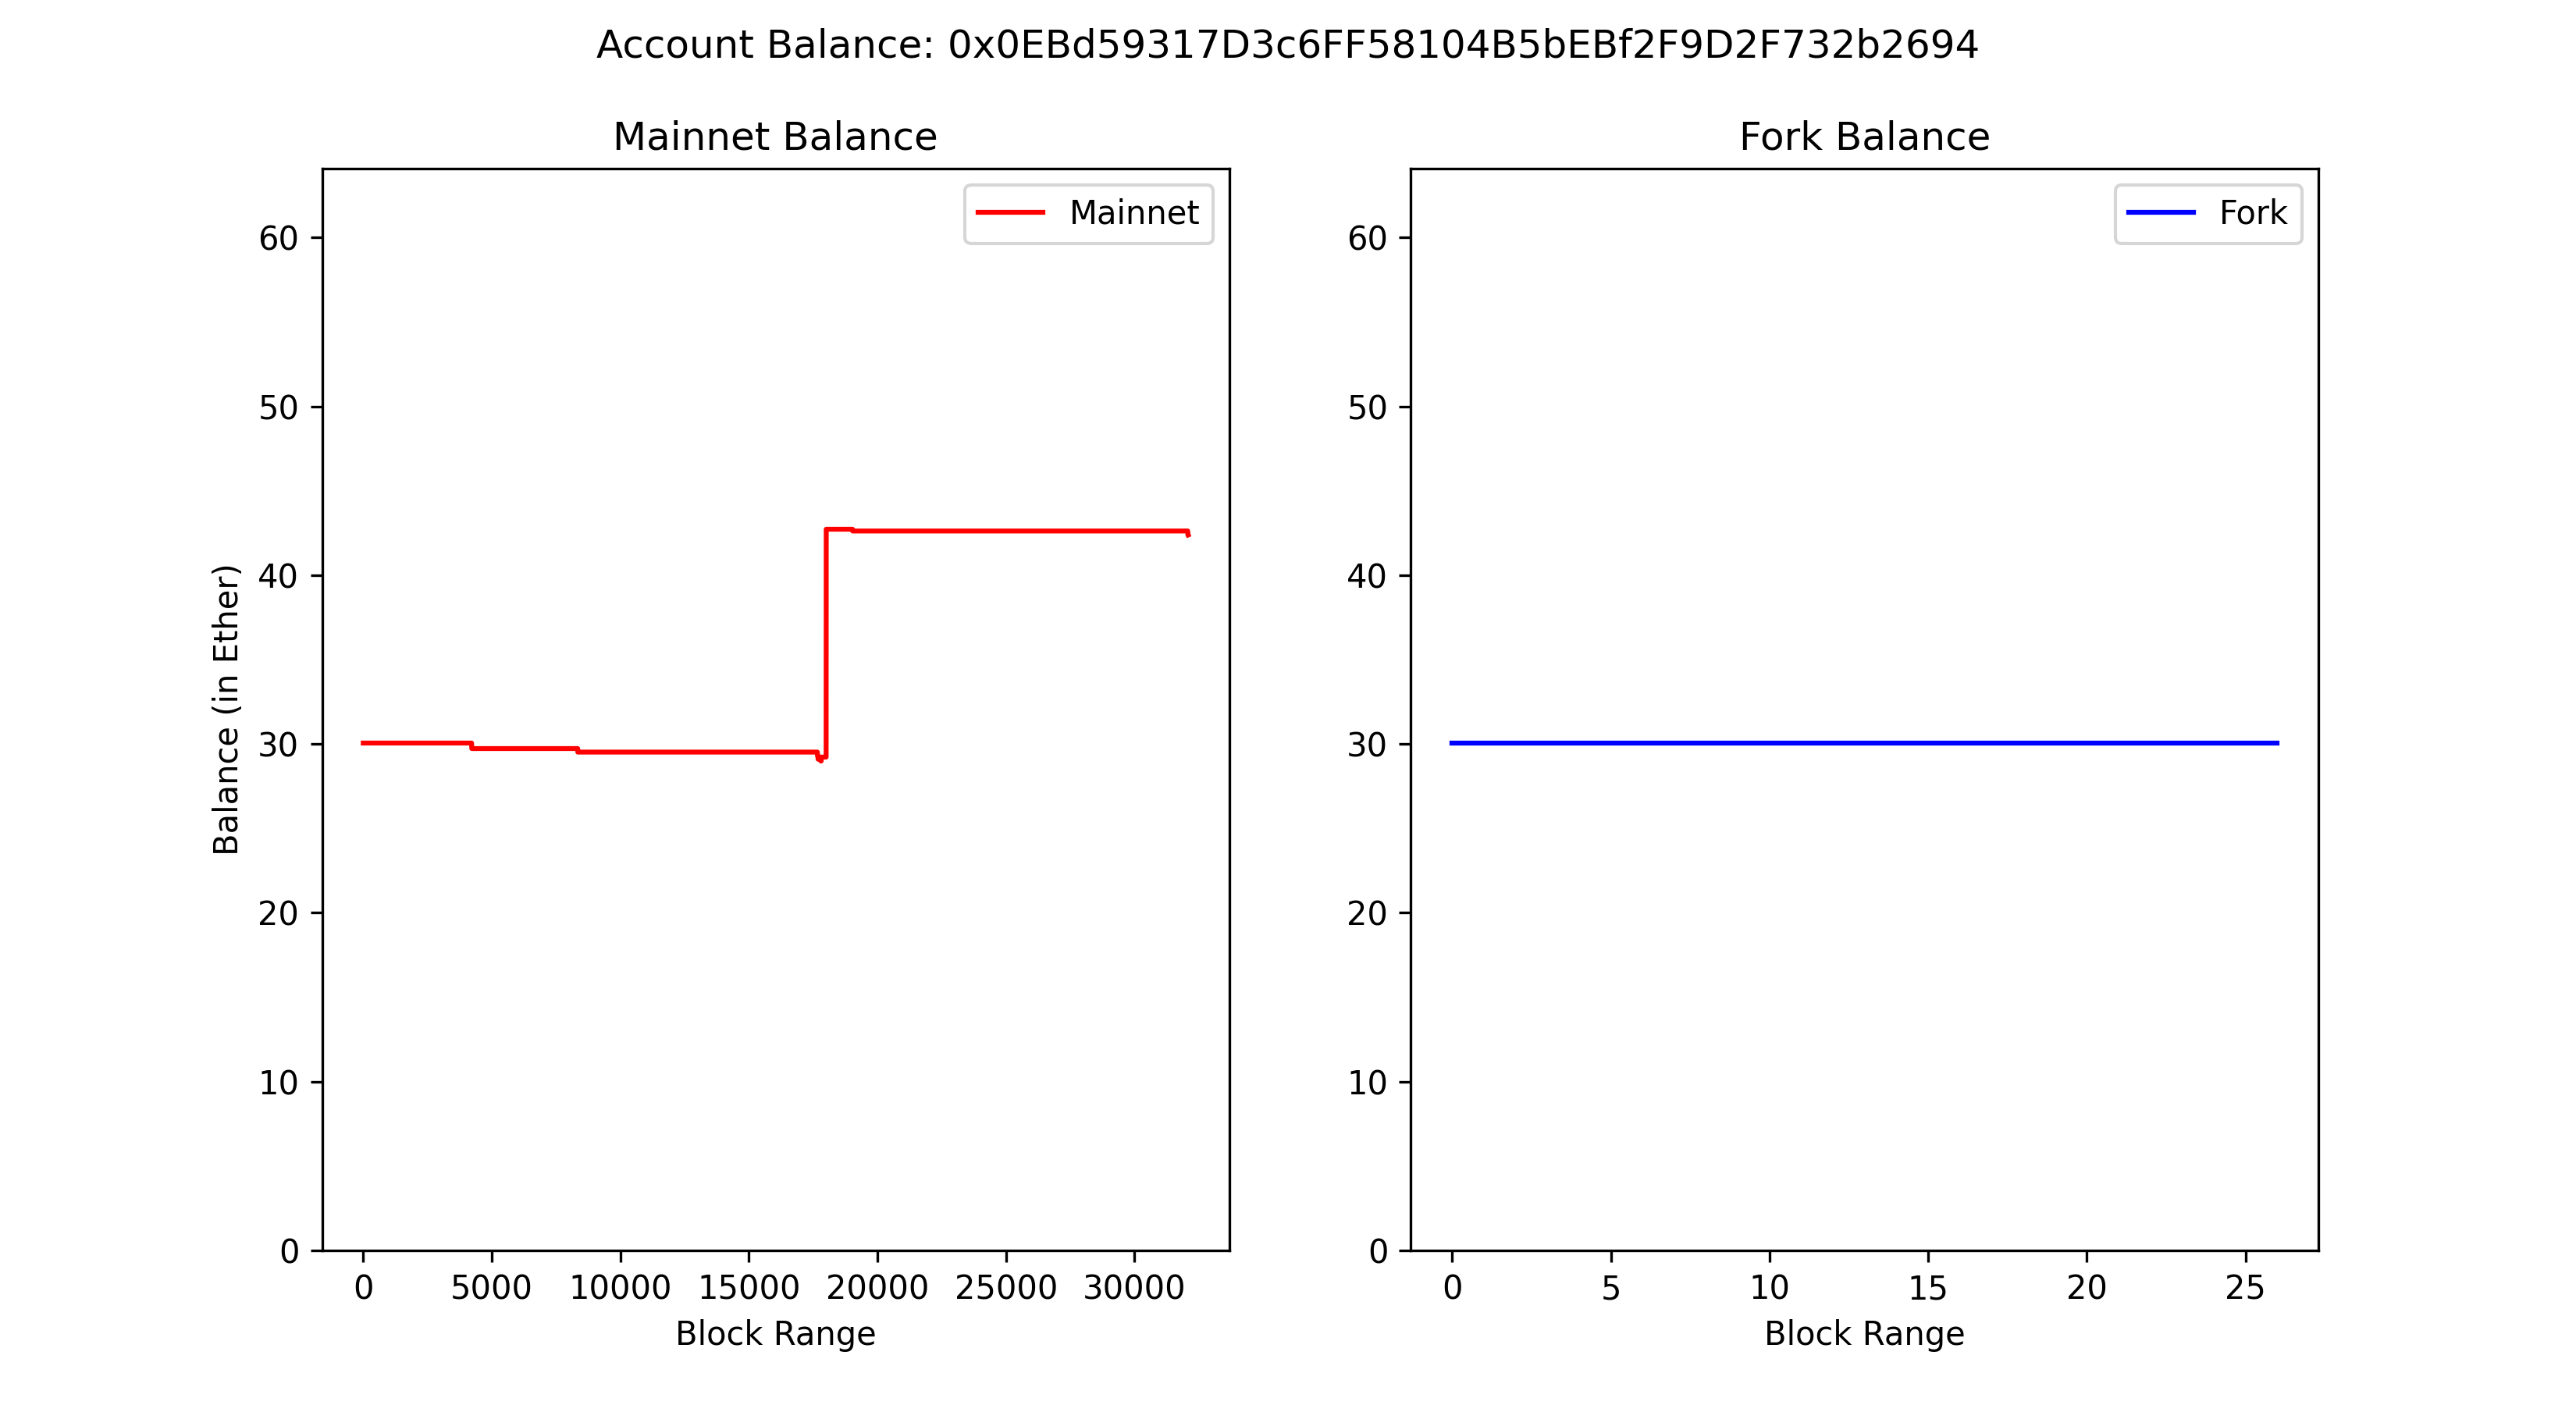 Account Balance: 0x0EBd59317D3c6FF58104B5bEBf2F9D2F732b2694
Mainnet Balance
Mainnet
60
50
40
30
20
10
0
Balance (in Ether)
0 5000 10000 15000 20000 25000 30000
Block Range
Fork Balance
Fork
60
50
40
30
20
10
0
0 5 10 15 20 25
Block Range